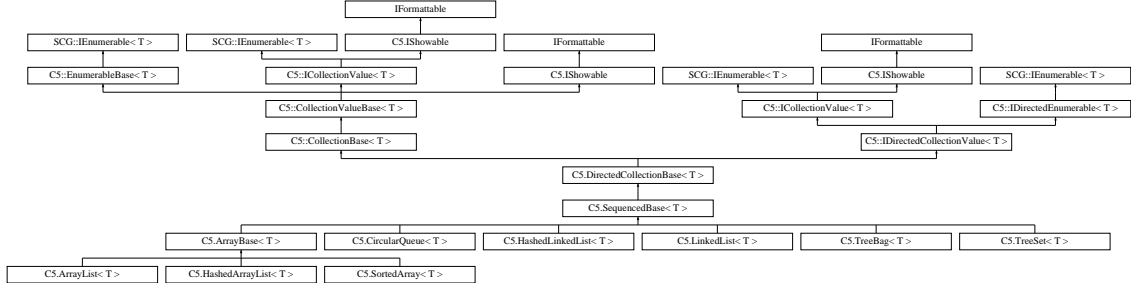 IFormattable
SCG::IEnumerable< T >
SCG::IEnumerable< T >
C5.IShowable
IFormattable
IFormattable
C5::EnumerableBase< T >
C5::ICollectionValue< T >
C5.IShowable
SCG::IEnumerable< T >
C5.IShowable
SCG::IEnumerable< T >
C5::CollectionValueBase< T >
C5::ICollectionValue< T >
C5::IDirectedEnumerable< T >
C5::CollectionBase< T >
C5::IDirectedCollectionValue< T >
C5.DirectedCollectionBase< T >
C5.SequencedBase< T >
C5.ArrayBase< T >
C5.CircularQueue< T >
C5.HashedLinkedList< T >
C5.LinkedList< T >
C5.TreeBag< T >
C5.TreeSet< T >
C5.ArrayList< T >
C5.HashedArrayList< T >
C5.SortedArray< T >